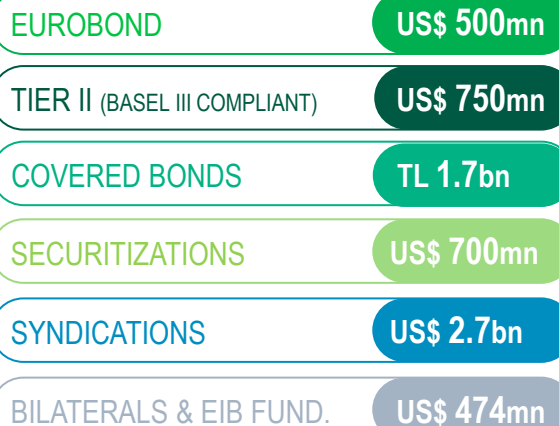 EUROBOND US$ 500mn
TIER II (BASEL III COMPLIANT) US$ 750mn
COVERED BONDS TL 1.7bn
SECURITIZATIONS US$ 700mn
SYNDICATIONS US$ 2.7bn
BILATERALS & EIB FUND. US$ 474mn